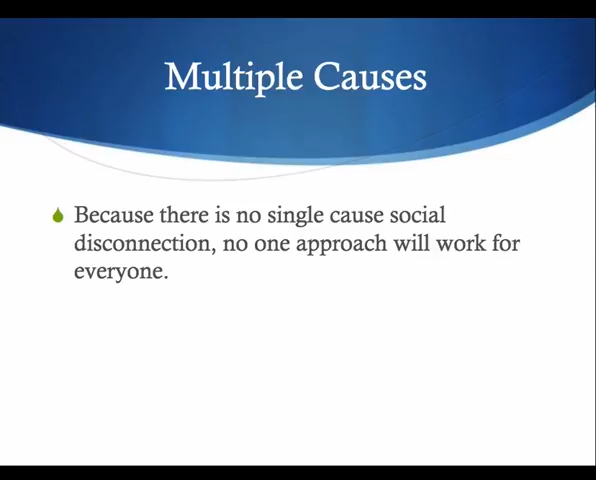 Multiple Causes
Because there is no single cause social
disconnection, no one approach will work for
everyone.